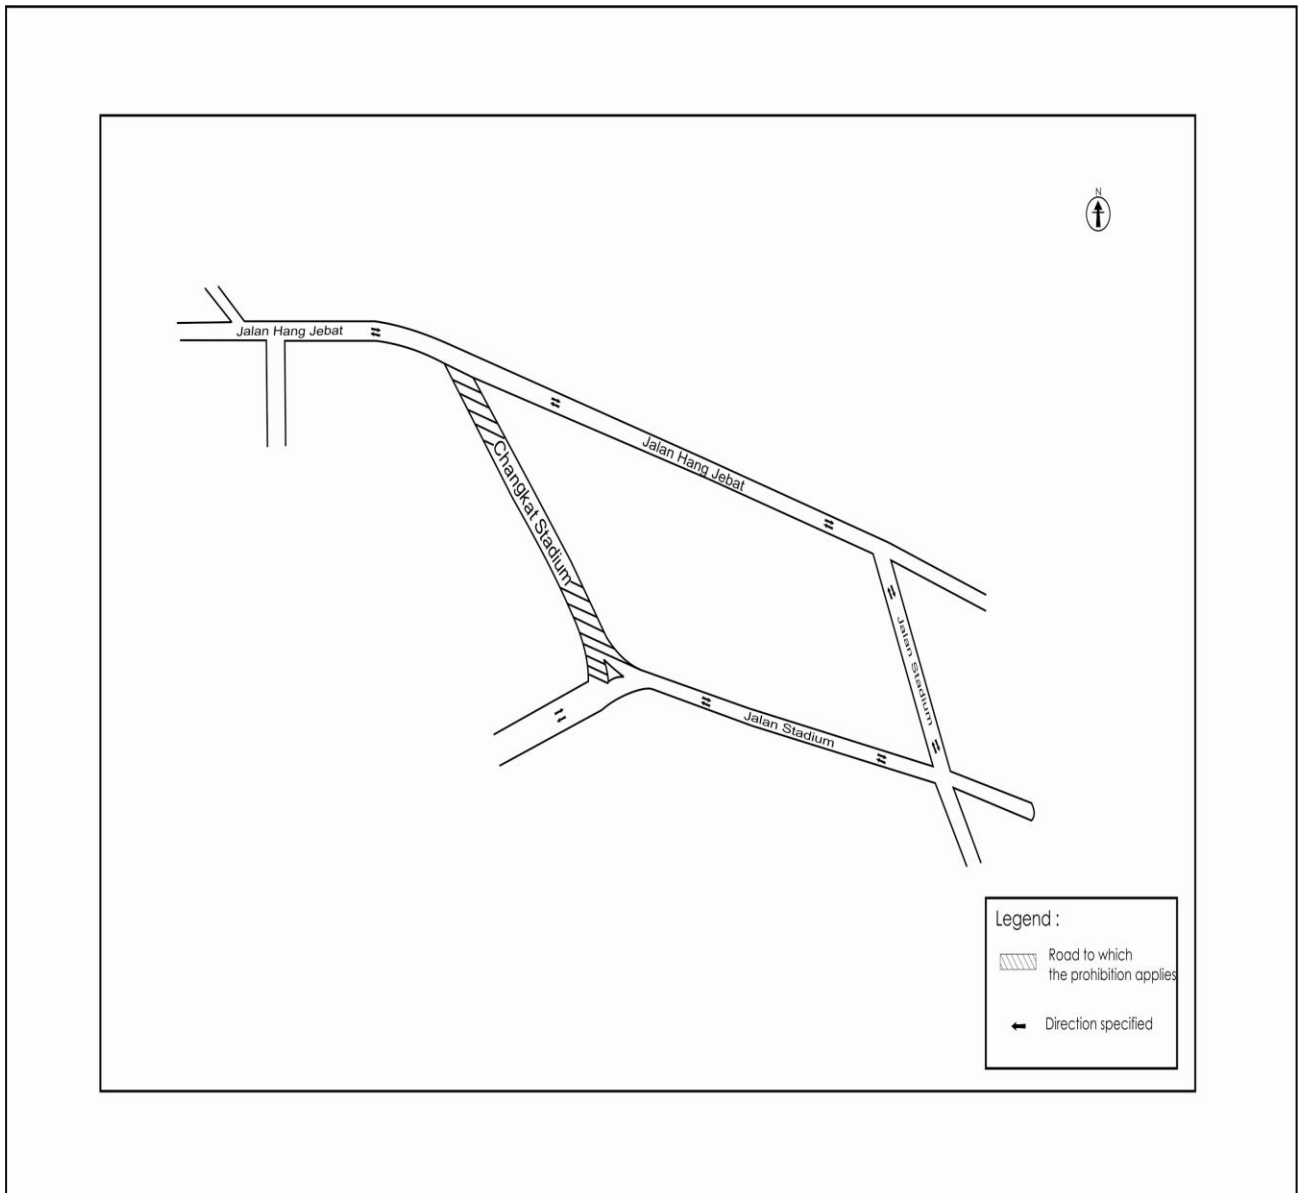 N
Jalan Hang Jebat
Jalan Hang Jebat
Changkat Stadium
Jalan Stadium
Jalan Stadium
Legend :
Road to which
the prohibition applies
Direction specified